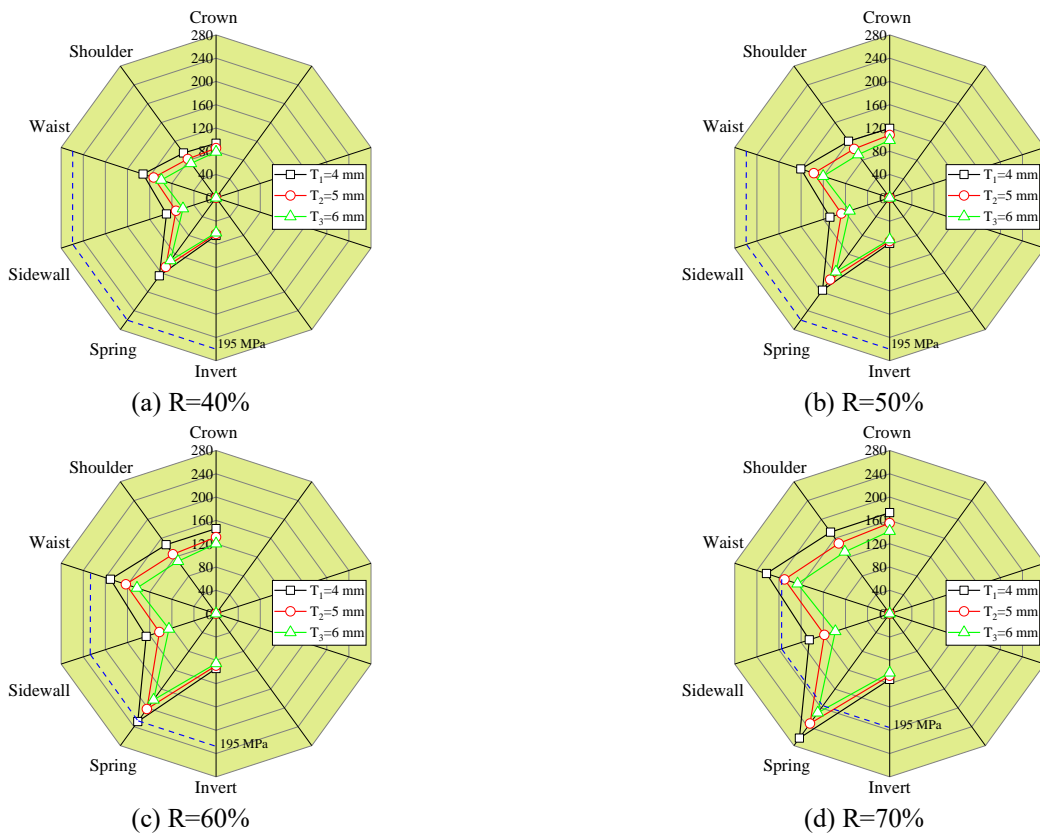 Crown
280
240
200
160
120
80
40
0
Shoulder
Waist
Sidewall
Spring
Invert
195 MPa
T₁=4 mm
T₂=5 mm
T₃=6 mm
(a) R=40%
Crown
280
240
200
160
120
80
40
0
Shoulder
Waist
Sidewall
Spring
Invert
195 MPa
T₁=4 mm
T₂=5 mm
T₃=6 mm
(b) R=50%
Crown
280
240
200
160
120
80
40
0
Shoulder
Waist
Sidewall
Spring
Invert
195 MPa
T₁=4 mm
T₂=5 mm
T₃=6 mm
(c) R=60%
Crown
280
240
200
160
120
80
40
0
Shoulder
Waist
Sidewall
Spring
Invert
195 MPa
T₁=4 mm
T₂=5 mm
T₃=6 mm
(d) R=70%